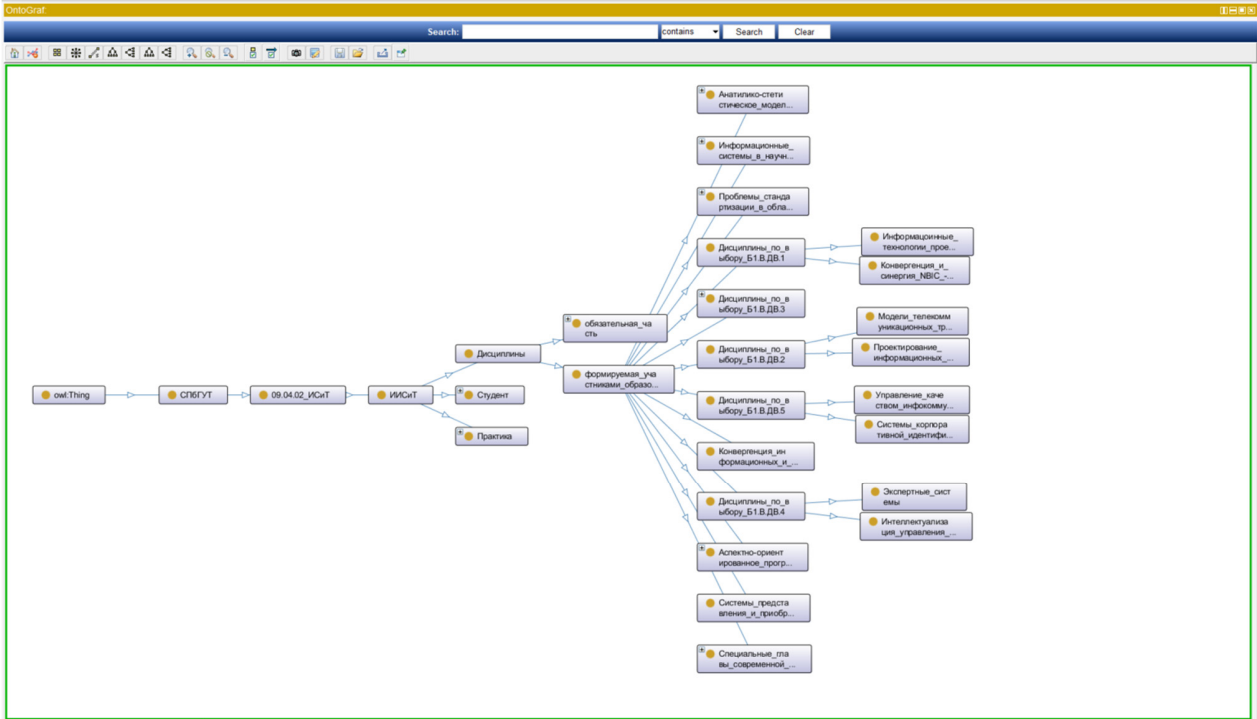 OntoGraf
Search:
contains
Search
Clear
Анатилико-стети
стическое_модел...
Информационные_
системы_в_научн...
Проблемы_станда
ртизации_в_обла...
Дисциплины_по_в
ыбору_Б1.В.ДВ.1
Информацоинные_
технологии_прое...
Конвергенция_и_
синергия_NBIC_-...
Дисциплины_по_в
ыбору_Б1.В.ДВ.3
обязательная_ча
сть
Модели_телекомм
уникационных_тр...
Дисциплины_по_в
ыбору_Б1.В.ДВ.2
Проектирование_
информационных_...
Дисциплины
формируемая_уча
стниками_образо...
owl:Thing
СПбГУТ
09.04.02_ИСиТ
ИИСиТ
Студент
Дисциплины_по_в
ыбору_Б1.В.ДВ.5
Управление_каче
ством_инфокомму...
Системы_корпора
тивной_идентифи...
Практика
Конвергенция_ин
формационных_и_...
Дисциплины_по_в
ыбору_Б1.В.ДВ.4
Экспертные_сист
емы
Интеллектуализа
ция_управления_...
Аспектно-ориент
ированное_прогр...
Системы_предста
вления_и_приобр...
Специальные_гла
вы_современной_...